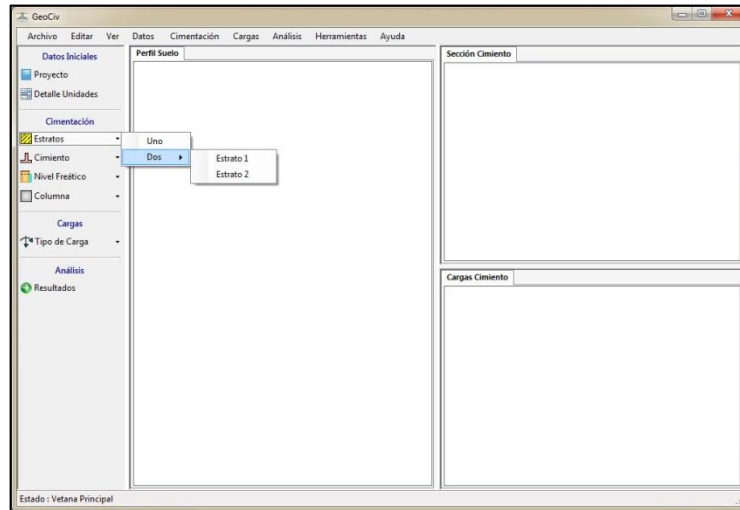 GeoCiv
Archivo Editar Ver Datos Cimentación Cargas Análisis Herramientas Ayuda
Datos Iniciales
Proyecto
Detalle Unidades
Cimentación
Estratos
Cimiento
Nivel Freático
Columna
Cargas
Tipo de Carga
Análisis
Resultados
Uno
Dos
Estrato 1
Estrato 2
Perfil Suelo
Sección Cimiento
Cargas Cimiento
Estado : Vetana Principal